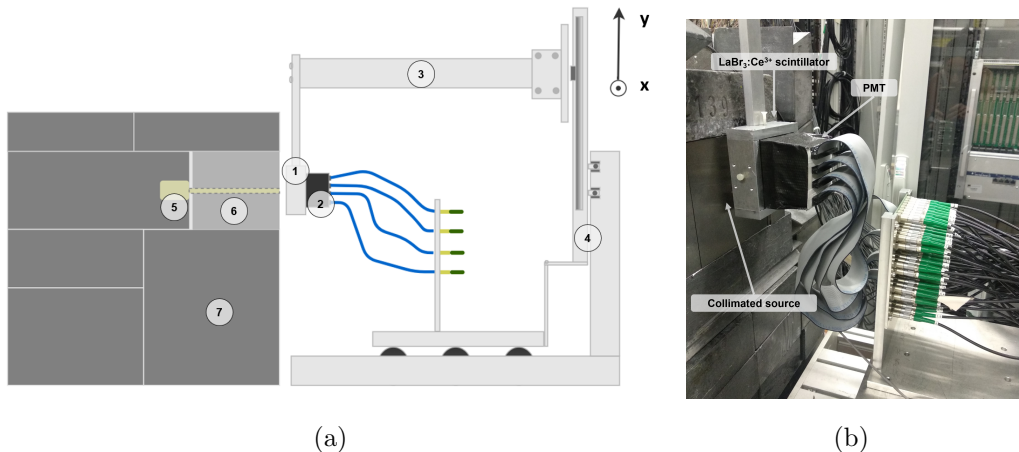 y
x
3
1
2
5
6
4
7
LaBr₃:Ce³⁺ scintillator
PMT
Collimated source
(a)
(b)